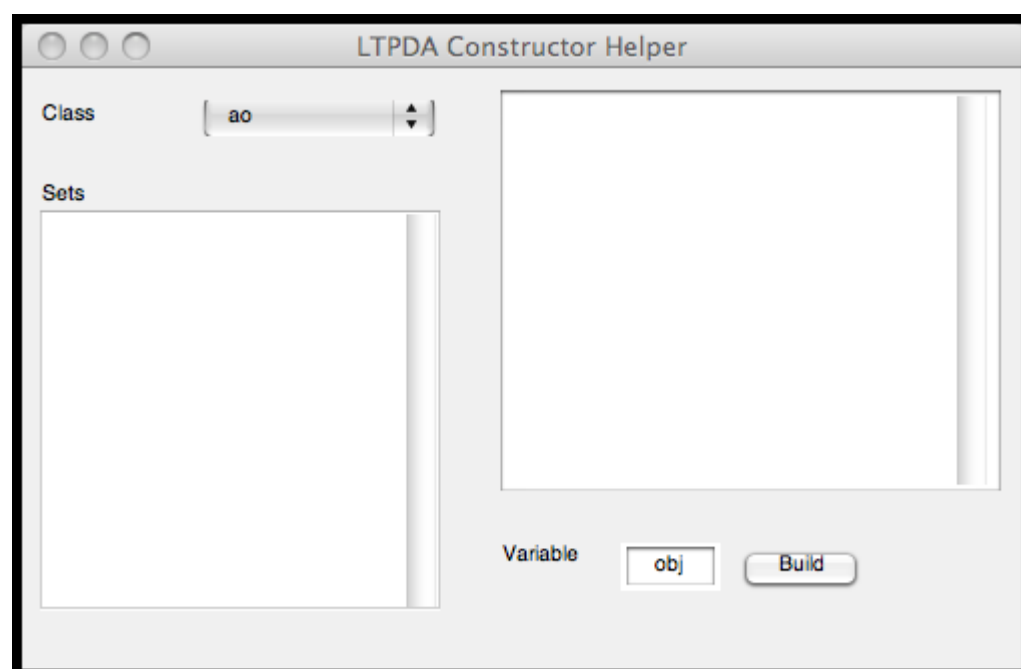 LTPDA Constructor Helper
Class ao
Sets
Variable obj Build